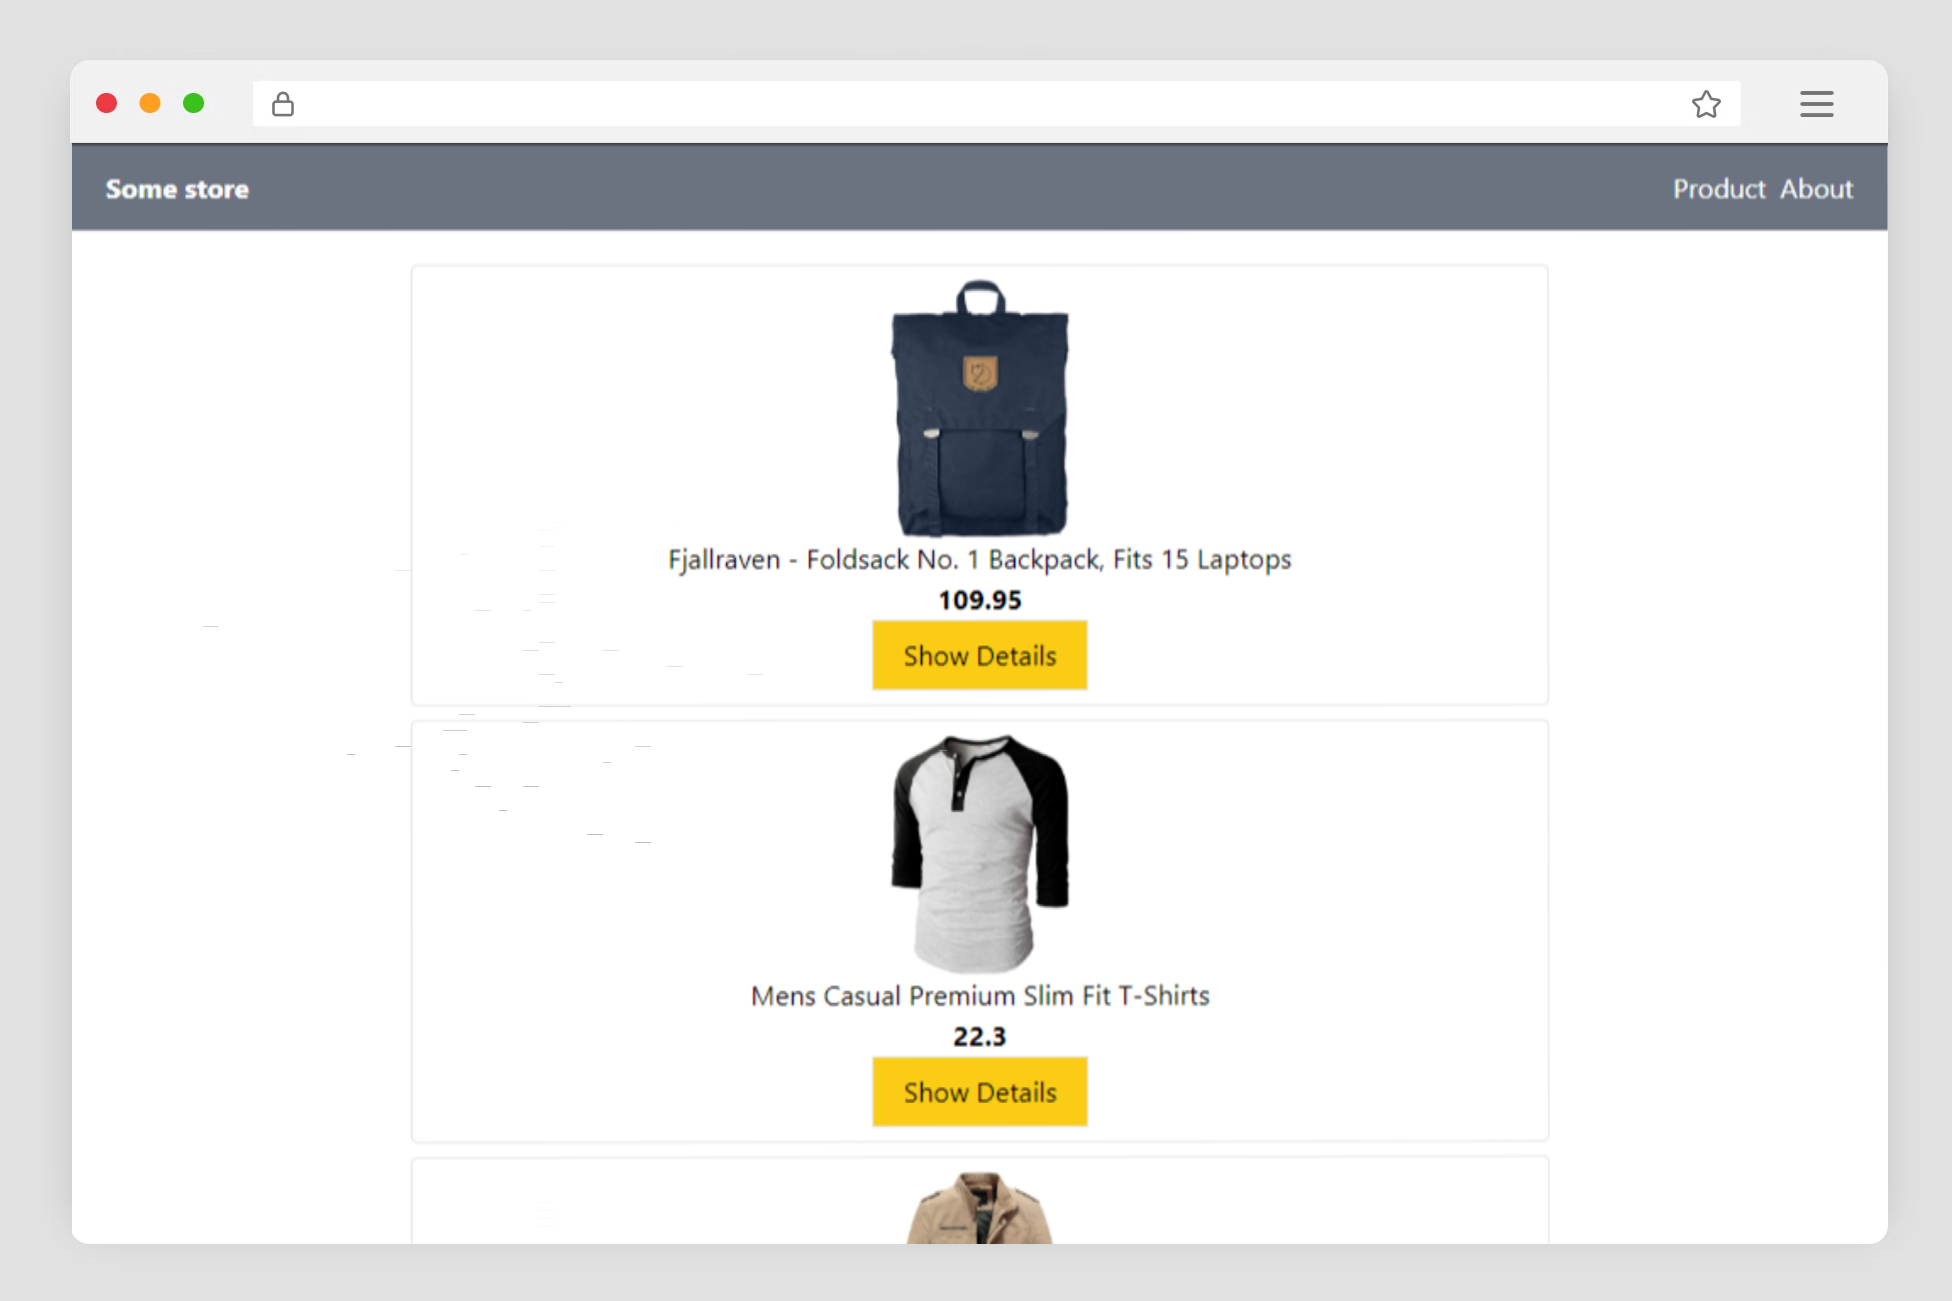 Some store
Product About
Fjallraven - Foldsack No. 1 Backpack, Fits 15 Laptops
109.95
Show Details
Mens Casual Premium Slim Fit T-Shirts
22.3
Show Details